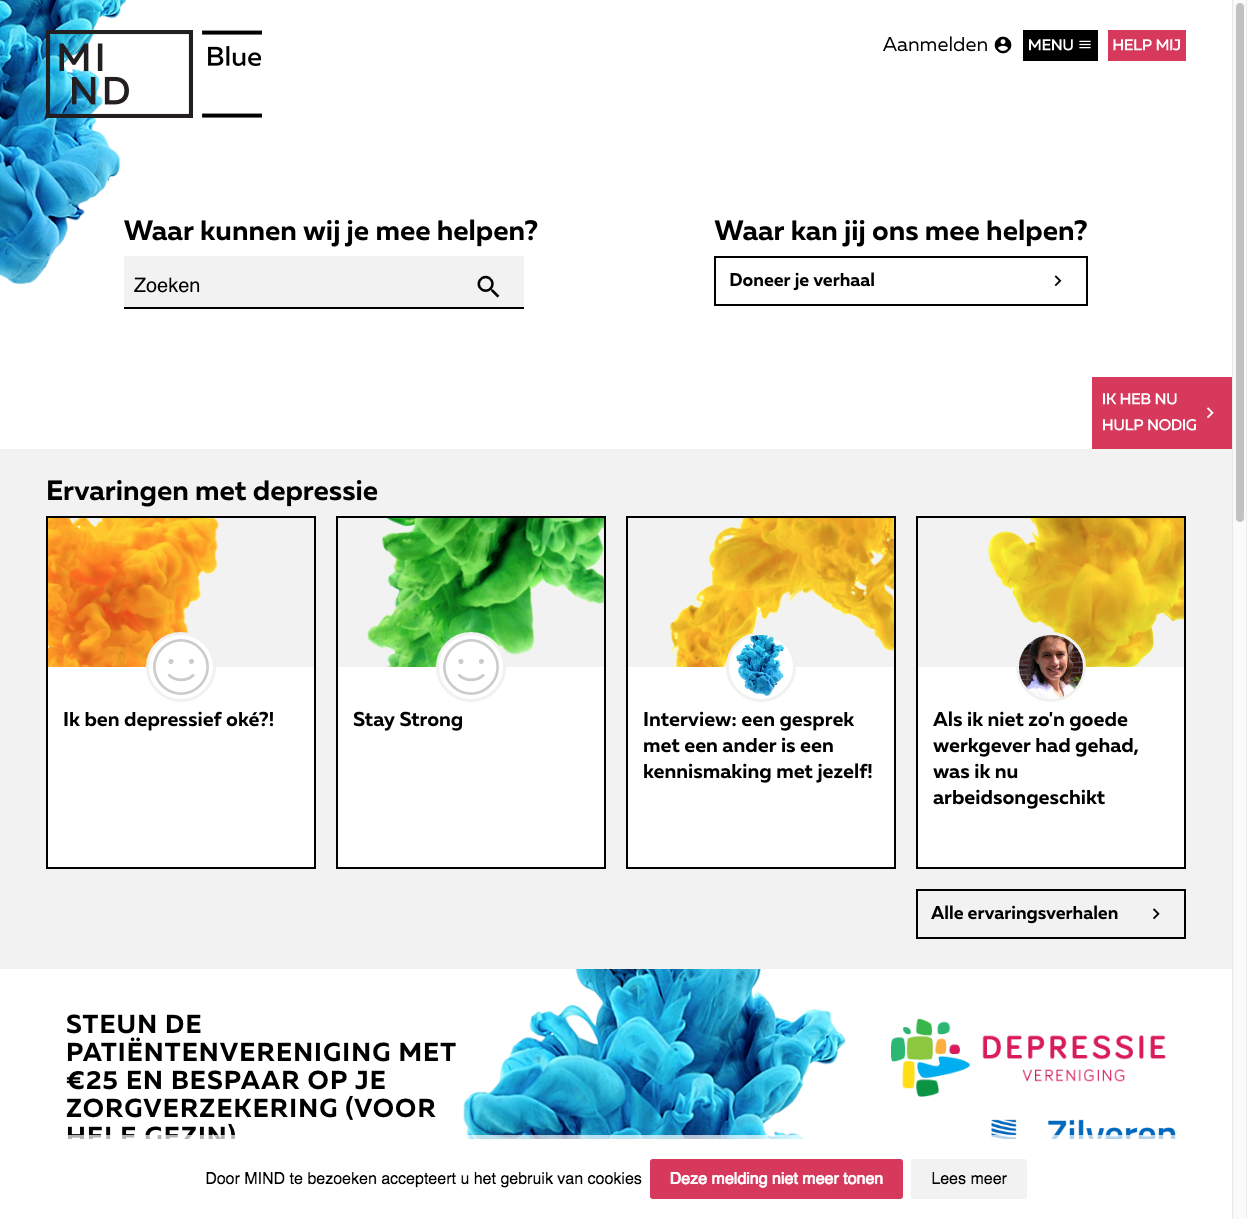 MI
ND
Blue
Aanmelden
MENU
HELP MIJ
Waar kunnen wij je mee helpen?
Zoeken
Waar kan jij ons mee helpen?
Doneer je verhaal
IK HEB NU
HULP NODIG
Ervaringen met depressie
Ik ben depressief oké?!
Stay Strong
Interview: een gesprek
met een ander is een
kennismaking met jezelf!
Als ik niet zo'n goede
werkgever had gehad,
was ik nu
arbeidsongeschikt
Alle ervaringsverhalen
STEUN DE
PATIËNTENVERENIGING MET
€25 EN BESPAAR OP JE
ZORGVERZEKERING (VOOR
HELE GEZIN)
DEPRESSIE
VERENIGING
Zilveren
Door MIND te bezoeken accepteert u het gebruik van cookies
Deze melding niet meer tonen
Lees meer